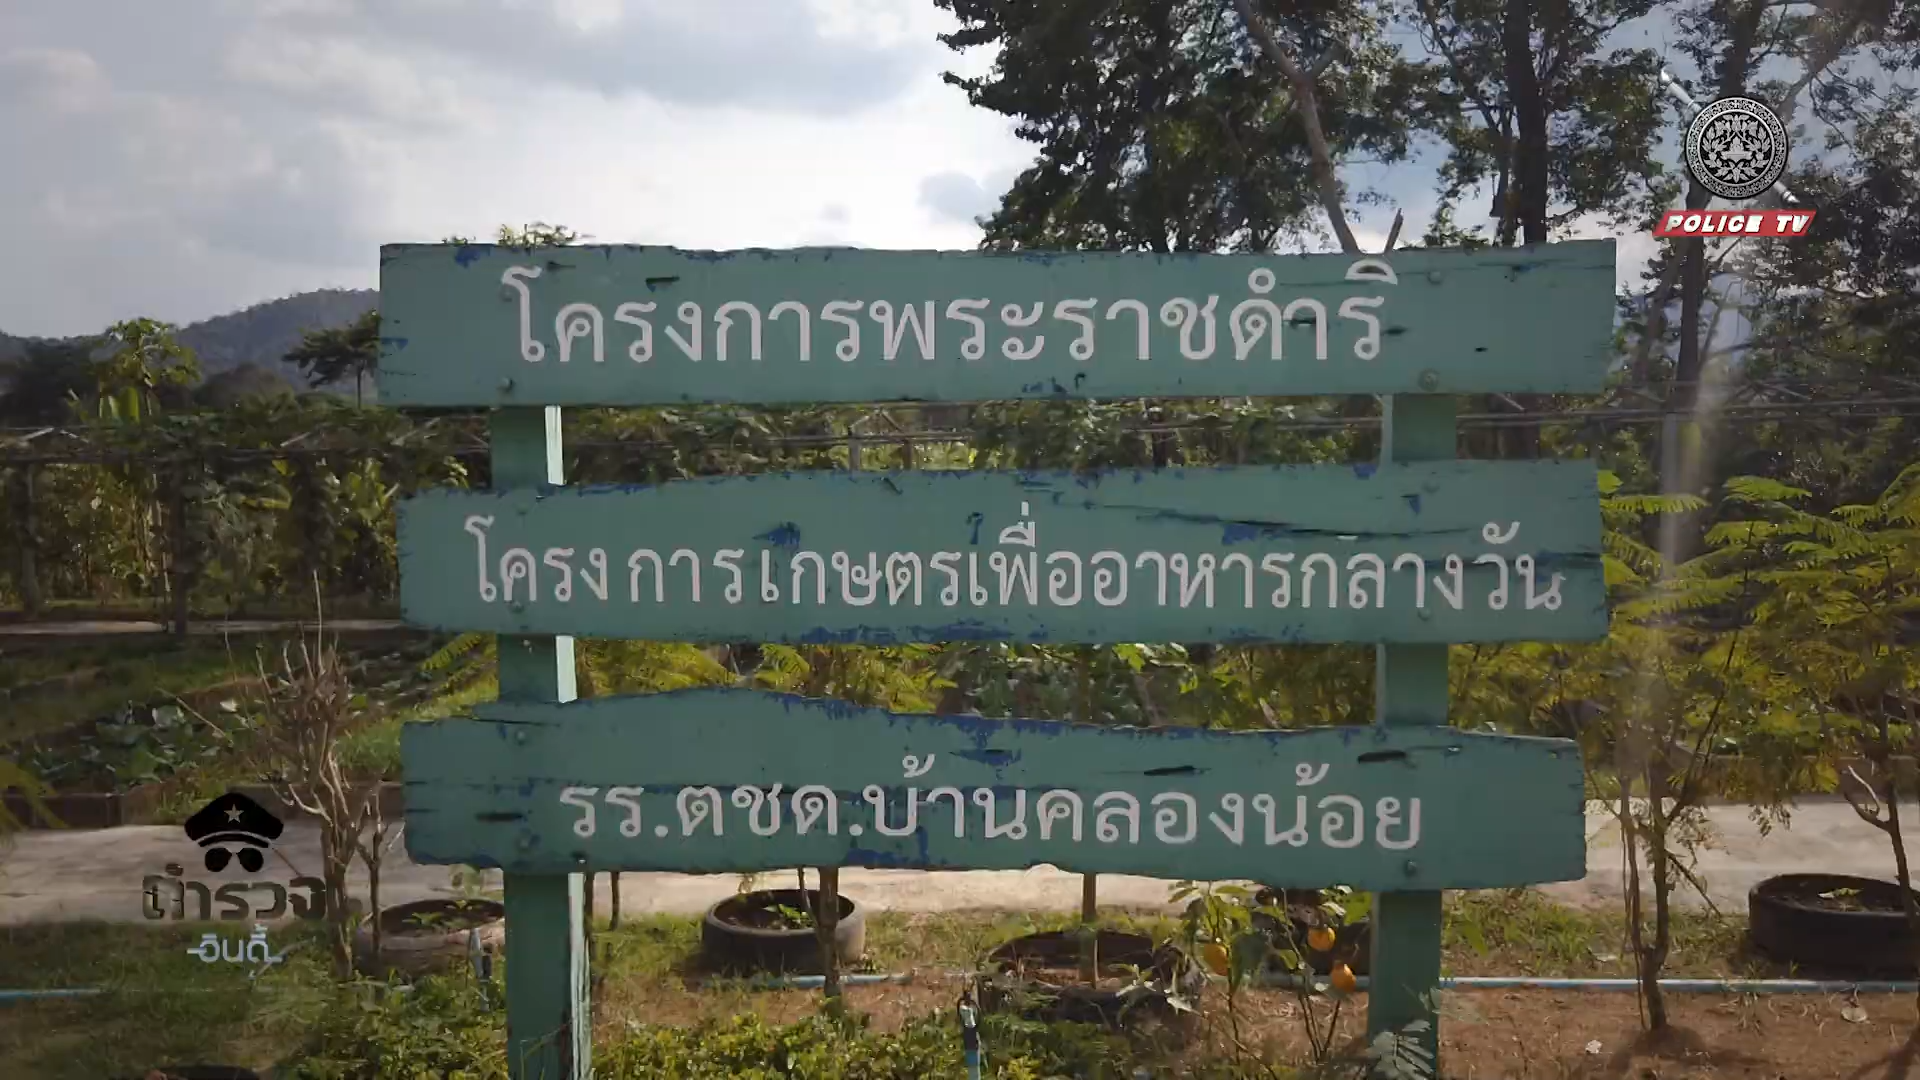 POLICE TV
โครงการพระราชดำริ
โครงการเกษตรเพื่ออาหารกลางวัน
รร.ตชด.บ้านคลองน้อย
ตำรวจ
อินดี้